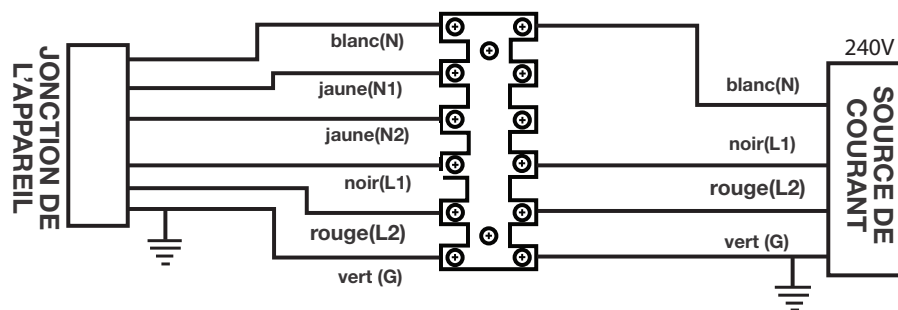 JONCTION DE
L'APPAREIL
blanc(N)
jaune(N1)
jaune(N2)
noir(L1)
rouge(L2)
vert (G)
240V
blanc(N)
noir(L1)
rouge(L2)
vert (G)
SOURCE DE
COURANT